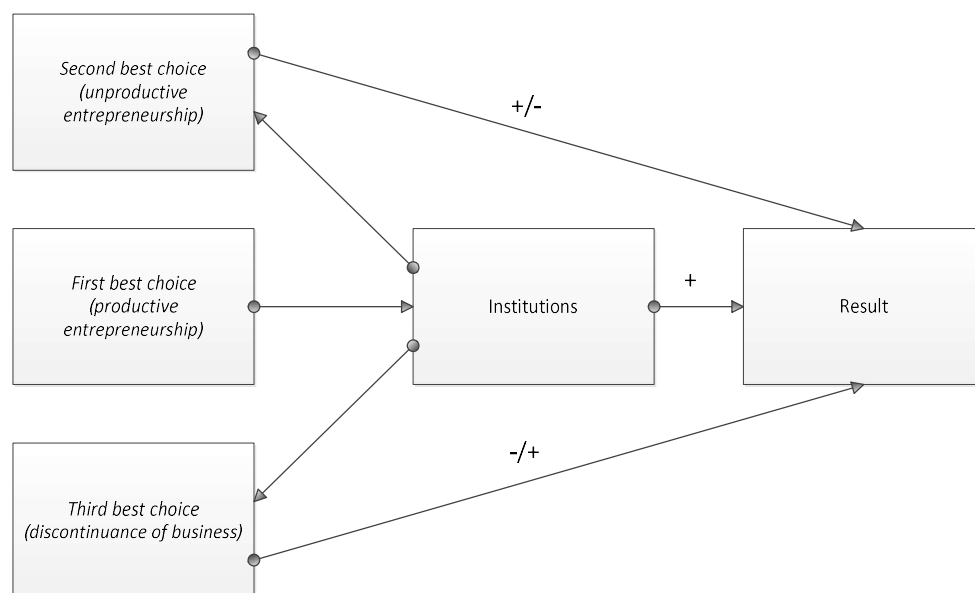 Second best choice
(unproductive
entrepreneurship)
+/-
First best choice
(productive
entrepreneurship)
Institutions
+
Result
-/+
Third best choice
(discontinuance of business)